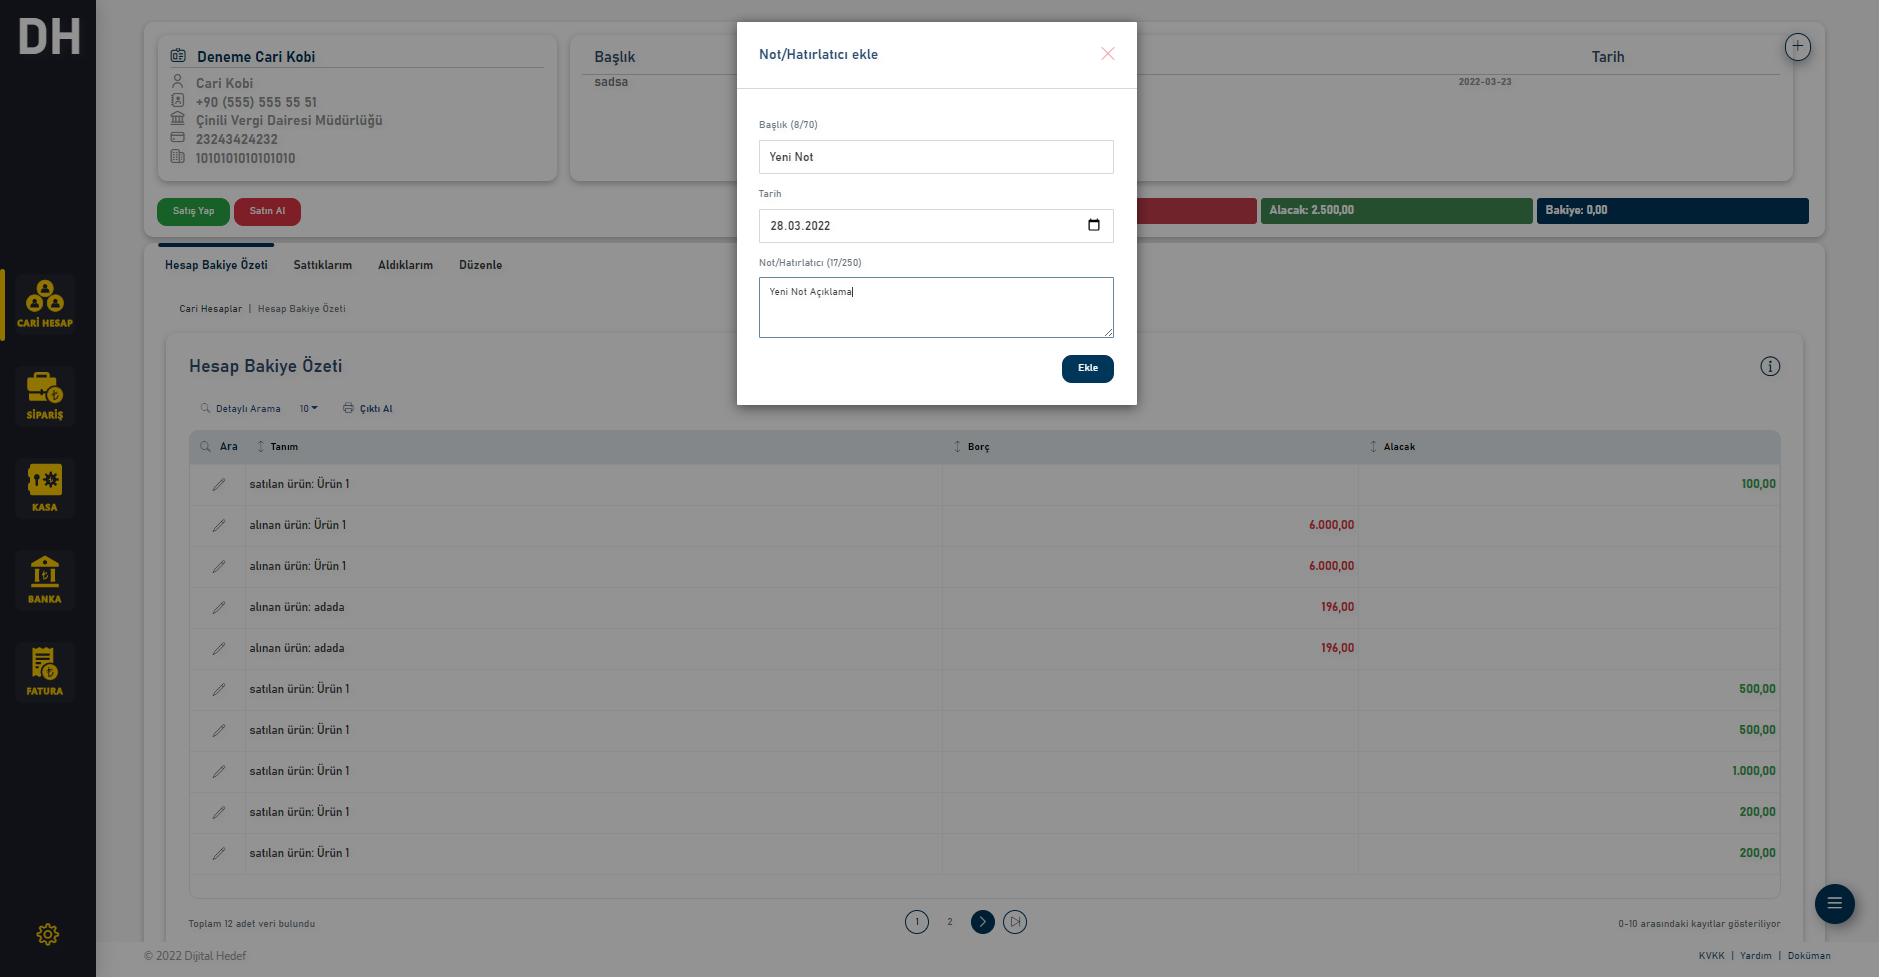 DH
CARİ HESAP
SİPARİŞ
KASA
BANKA
FATURA
Deneme Cari Kobi
Cari Kobi
+90 (555) 555 55 51
Çinili Vergi Dairesi Müdürlüğü
23243424232
1010101010101010
Başlık
Tarih
sadsa
2022-03-23
Satış Yap
Satın Al
Alacak: 2.500,00
Bakiye: 0,00
Not/Hatırlatıcı ekle
Başlık (8/70)
Yeni Not
Tarih
28.03.2022
Not/Hatırlatıcı (17/250)
Yeni Not Açıklama
Ekle
Hesap Bakiye Özeti
Sattıklarım
Aldıklarım
Düzenle
Cari Hesaplar | Hesap Bakiye Özeti
Hesap Bakiye Özeti
Detaylı Arama
10
Çıktı Al
Ara
Tanım
Borç
Alacak
satılan ürün: Ürün 1
100,00
alınan ürün: Ürün 1
6.000,00
alınan ürün: Ürün 1
6.000,00
alınan ürün: adada
196,00
alınan ürün: adada
196,00
satılan ürün: Ürün 1
500,00
satılan ürün: Ürün 1
500,00
satılan ürün: Ürün 1
1.000,00
satılan ürün: Ürün 1
200,00
satılan ürün: Ürün 1
200,00
Toplam 12 adet veri bulundu
1
2
0-10 arasındaki kayıtlar gösteriliyor
© 2022 Dijital Hedef
KVKK | Yardım | Doküman